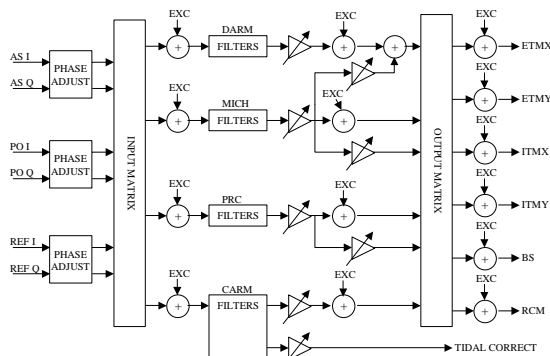 EXC DARM EXC EXC
AS I FILTERS ETMX
PHASE
ADJUST
AS Q
EXC MICH EXC EXC
FILTERS ETMY
PO I INPUT MATRIX OUTPUT MATRIX EXC
PHASE
ADJUST
ITMX
PO Q
EXC PRC EXC EXC
FILTERS ITMY
REF I
PHASE
ADJUST
EXC
REF Q BS
EXC CARM EXC EXC
FILTERS RCM
TIDAL CORRECT